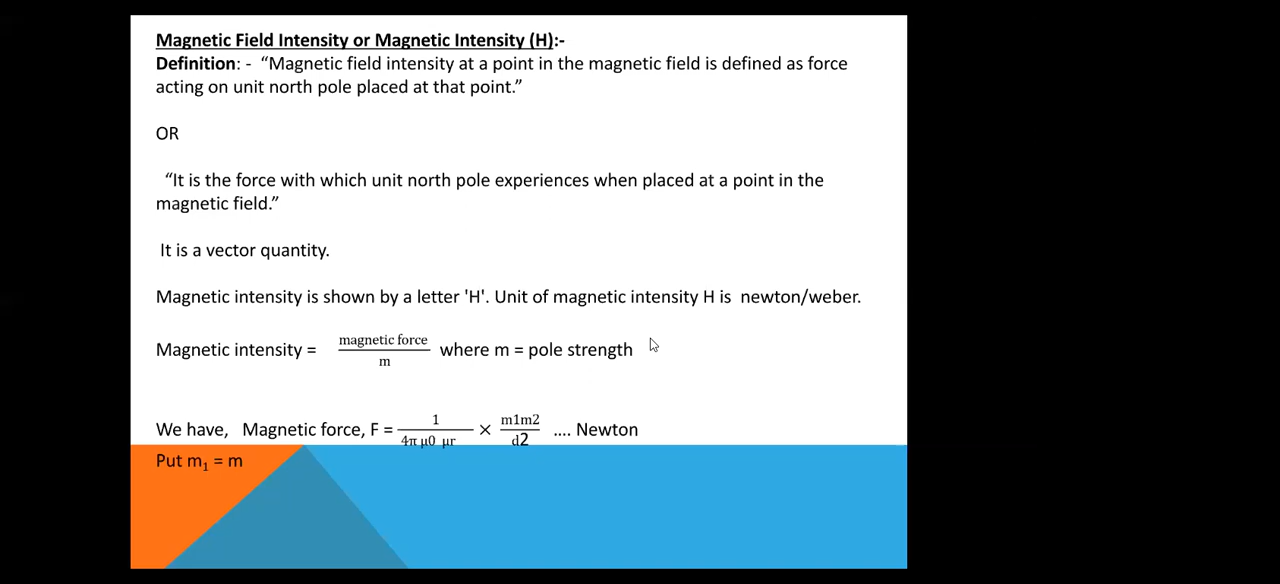 Magnetic Field Intensity or Magnetic Intensity (H):-
Definition: - “Magnetic field intensity at a point in the magnetic field is defined as force
acting on unit north pole placed at that point.”
OR
“It is the force with which unit north pole experiences when placed at a point in the
magnetic field.”
It is a vector quantity.
Magnetic intensity is shown by a letter 'H'. Unit of magnetic intensity H is newton/weber.
Magnetic intensity = magnetic force / m where m = pole strength
We have, Magnetic force, F = 1 / 4π μ0 μr × m1m2 / d2 .... Newton
Put m₁ = m